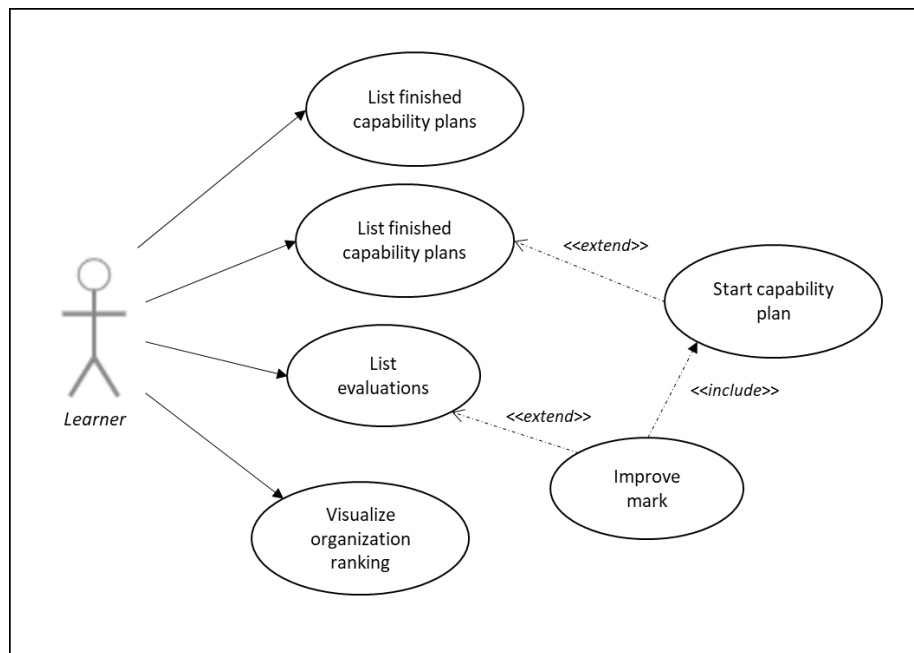 List finished
capability plans
List finished
capability plans
<<extend>>
Start capability
plan
List
evaluations
<<include>>
<<extend>>
Learner
Improve
mark
Visualize
organization
ranking